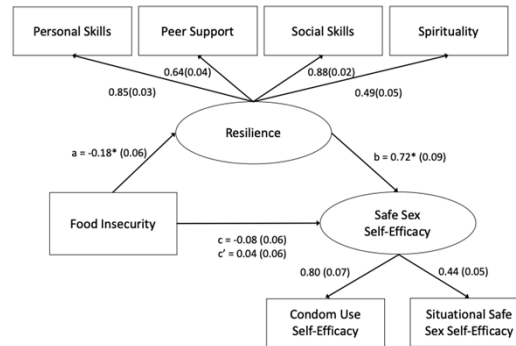 Personal Skills
Peer Support
Social Skills
Spirituality
0.85(0.03)
0.64(0.04)
0.88(0.02)
0.49(0.05)
Resilience
a = -0.18* (0.06)
b = 0.72* (0.09)
Food Insecurity
Safe Sex
Self-Efficacy
c = -0.08 (0.06)
c' = 0.04 (0.06)
0.80 (0.07)
0.44 (0.05)
Condom Use
Self-Efficacy
Situational Safe
Sex Self-Efficacy